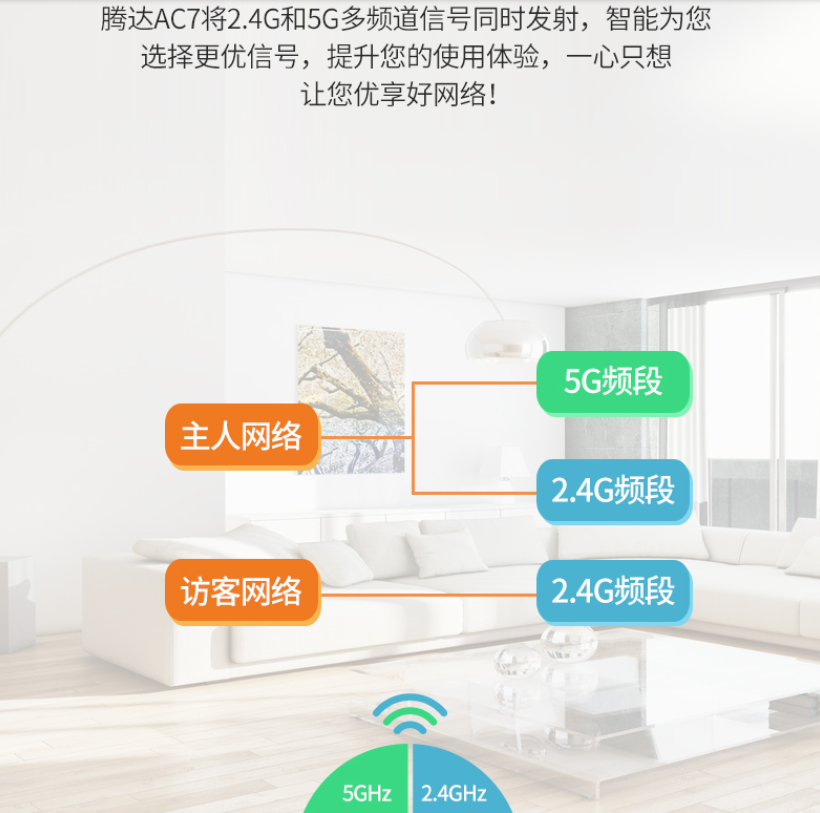 腾达AC7将2.4G和5G多频道信号同时发射，智能为您
选择更优信号，提升您的使用体验，一心只想
让您优享好网络！
5G频段
主人网络
2.4G频段
访客网络
2.4G频段
5GHz
2.4GHz